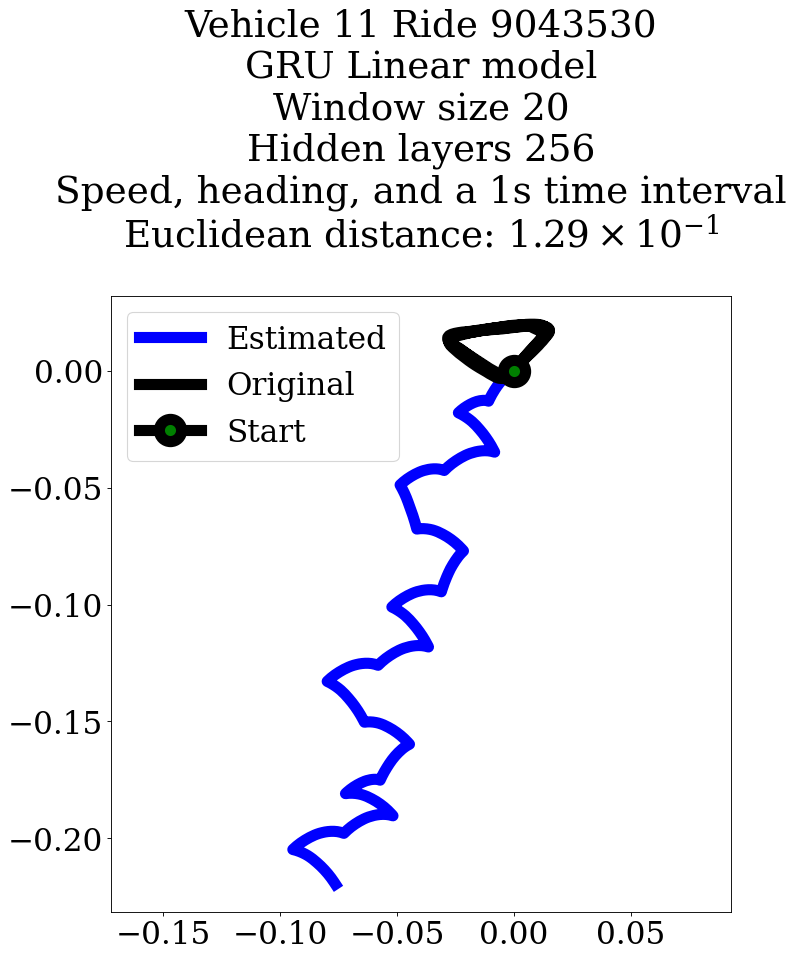 Vehicle 11 Ride 9043530
GRU Linear model
Window size 20
Hidden layers 256
Speed, heading, and a 1s time interval
Euclidean distance: 1.29 × 10⁻¹
Estimated
Original
Start
0.00
−0.05
−0.10
−0.15
−0.20
−0.15 −0.10 −0.05 0.00 0.05